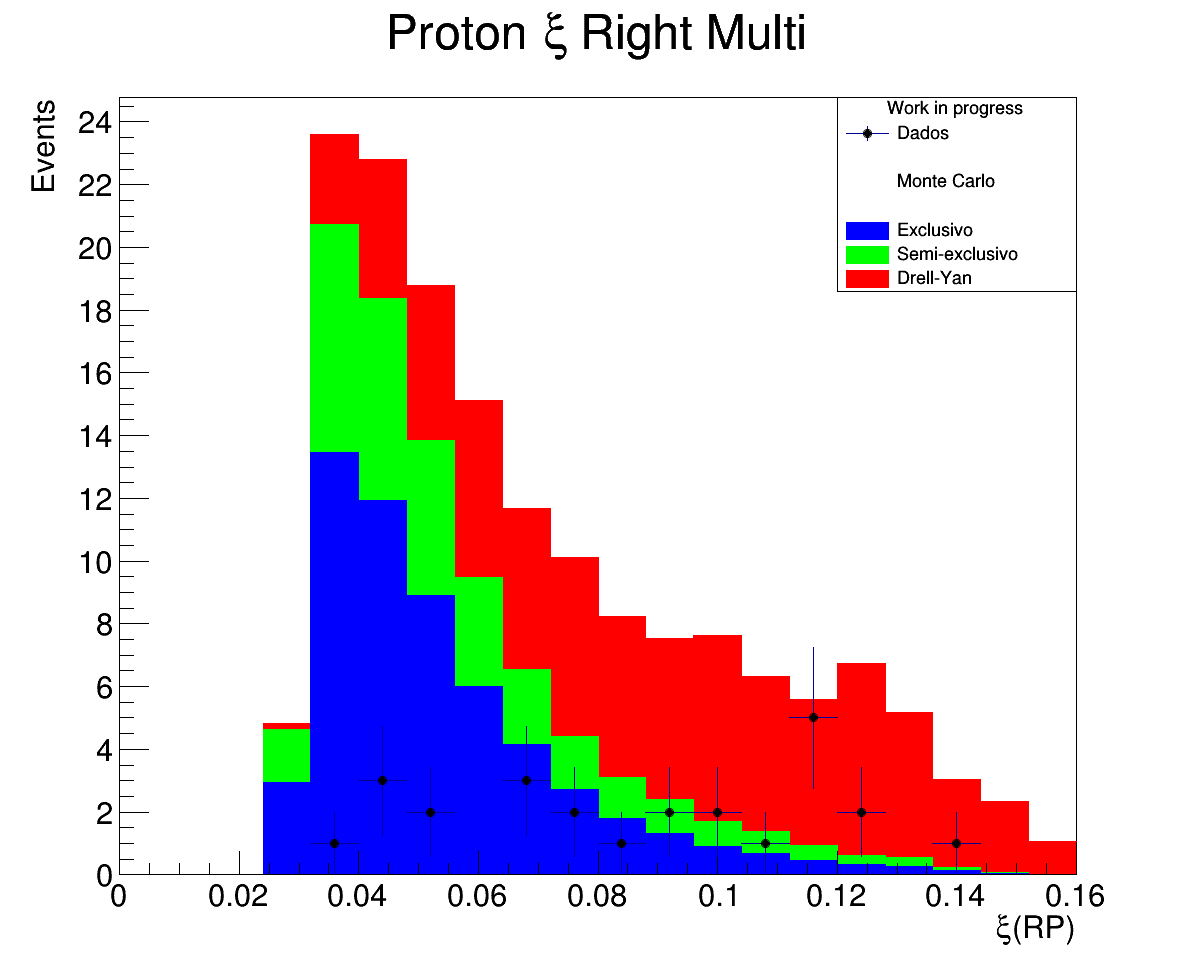 Proton ξ Right Multi
Events
24
22
20
18
16
14
12
10
8
6
4
2
0
Work in progress
Dados
Monte Carlo
Exclusivo
Semi-exclusivo
Drell-Yan
0 0.02 0.04 0.06 0.08 0.1 0.12 0.14 0.16
ξ(RP)